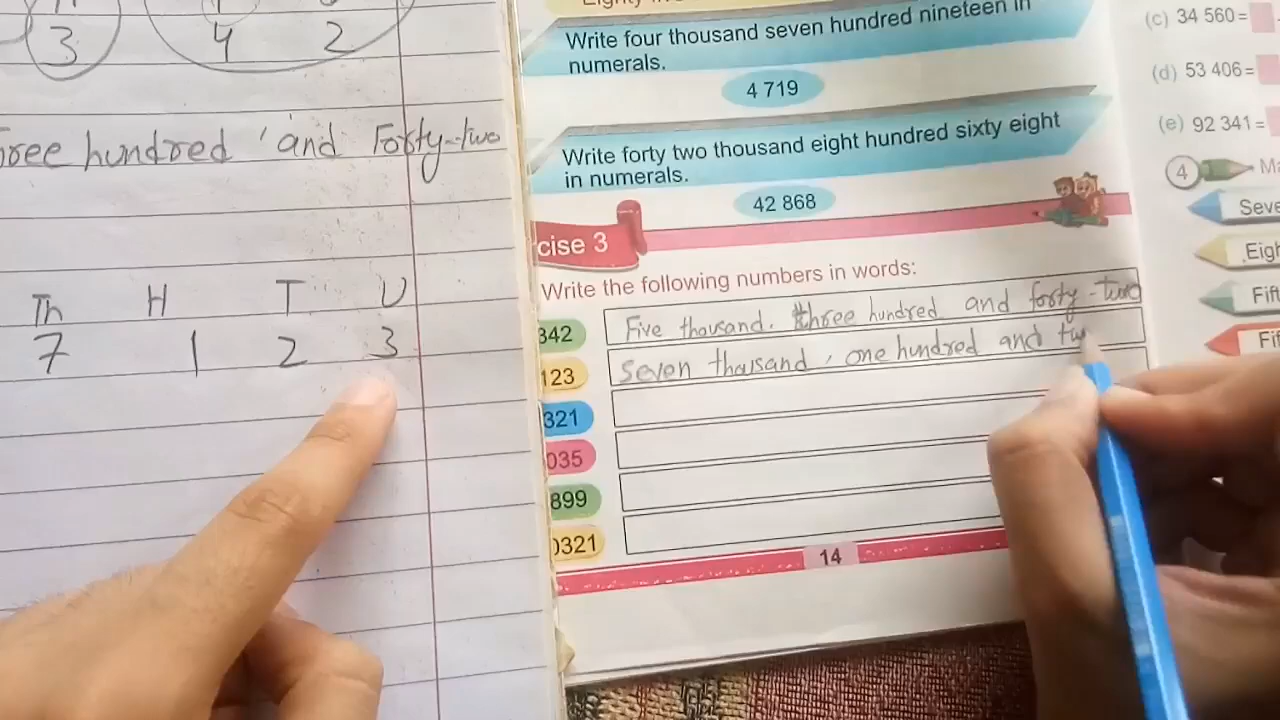 3 4 2
hundred and Forty-two
Th H T U
7 1 2 3
Write four thousand seven hundred nineteen in
numerals.
4 719
Write forty two thousand eight hundred sixty eight
in numerals.
42 868
cise 3
Write the following numbers in words:
342 Five thousand. three hundred and forty-two
123 Seven thousand, one hundred and tw
321
035
899
0321
14
(c) 34 560=
(d) 53 406=
(e) 92 341=
4
Seve
Eigh
Fift
Fif